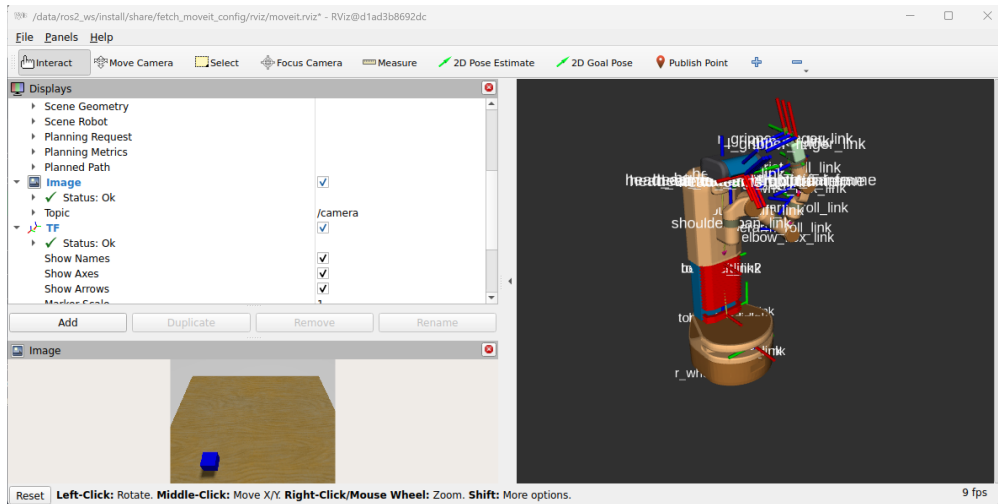 /data/ros2_ws/install/share/fetch_moveit_config/rviz/moveit.rviz* - RViz@d1ad3b8692dc
File Panels Help
Interact Move Camera Select Focus Camera Measure 2D Pose Estimate 2D Goal Pose Publish Point
Displays
Scene Geometry
Scene Robot
Planning Request
Planning Metrics
Planned Path
Image
Status: Ok
Topic /camera
TF
Status: Ok
Show Names
Show Axes
Show Arrows
Marker Scale 1
Add Duplicate Remove Rename
Image
Reset Left-Click: Rotate. Middle-Click: Move X/Y. Right-Click/Mouse Wheel: Zoom. Shift: More options. 9 fps